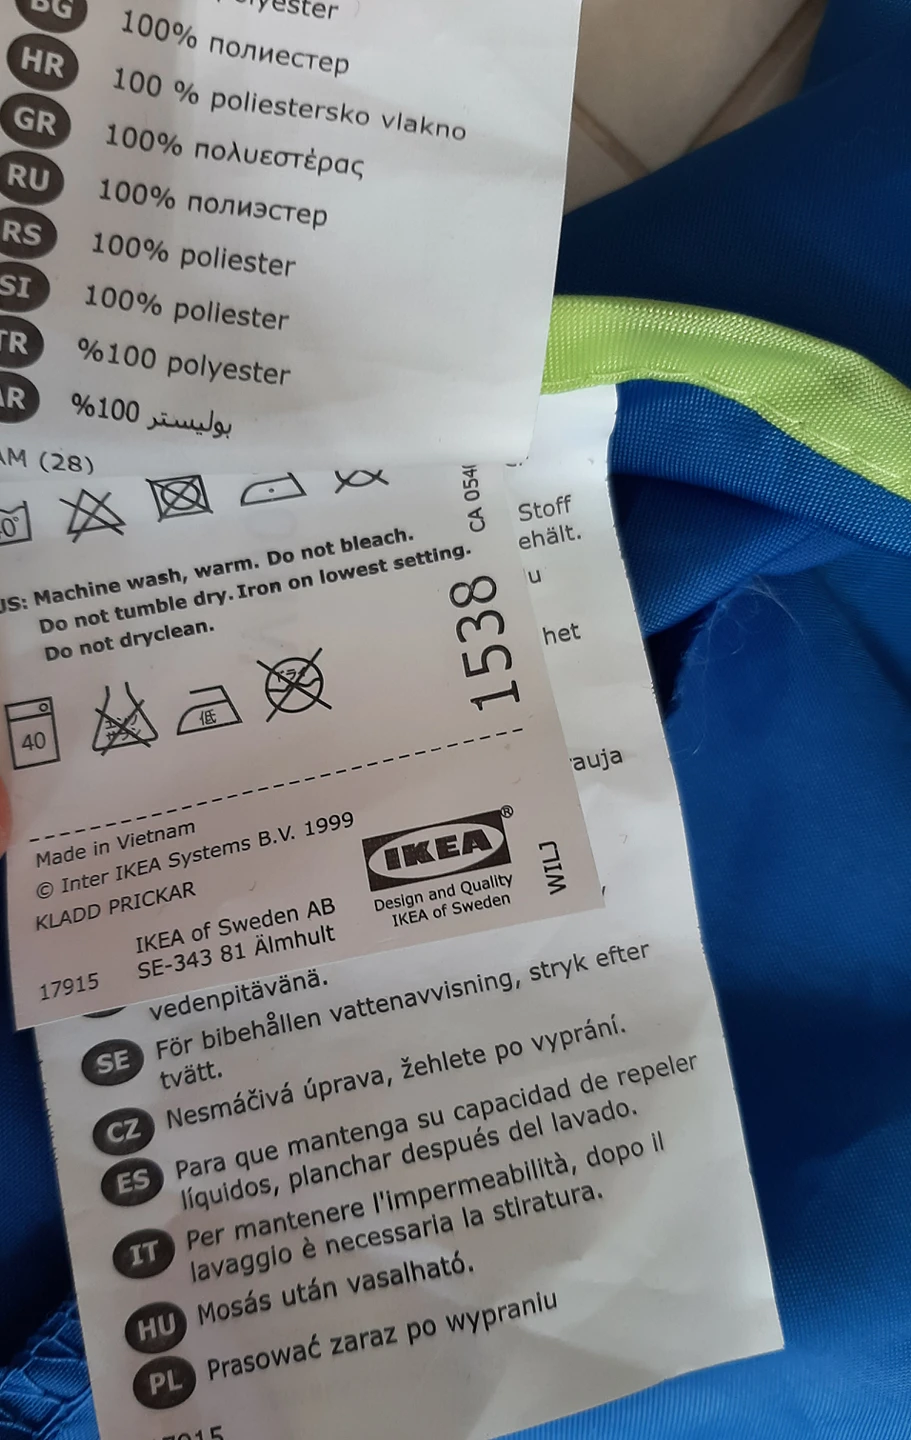 BG
polyester
100% полиестер
HR 100 % poliestersko vlakno
GR 100% πολυεστέρας
RU 100% полиэстер
RS 100% poliester
SI 100% poliester
TR %100 polyester
AR %100 بوليستر
AM (28)
US: Machine wash, warm. Do not bleach.
Do not tumble dry. Iron on lowest setting.
Do not dryclean.
40
低
CA 054
1538
Stoff
ehält.
u
het
auja
Made in Vietnam
© Inter IKEA Systems B.V. 1999
KLADD PRICKAR
IKEA of Sweden AB
SE-343 81 Älmhult
17915
IKEA®
Design and Quality
IKEA of Sweden
WILJ
vedenpitävänä.
SE För bibehållen vattenavvisning, stryk efter
tvätt.
CZ Nesmáčivá úprava, žehlete po vyprání.
ES Para que mantenga su capacidad de repeler
líquidos, planchar después del lavado.
IT Per mantenere l'impermeabilità, dopo il
lavaggio è necessaria la stiratura.
HU Mosás után vasalható.
PL Prasować zaraz po wypraniu